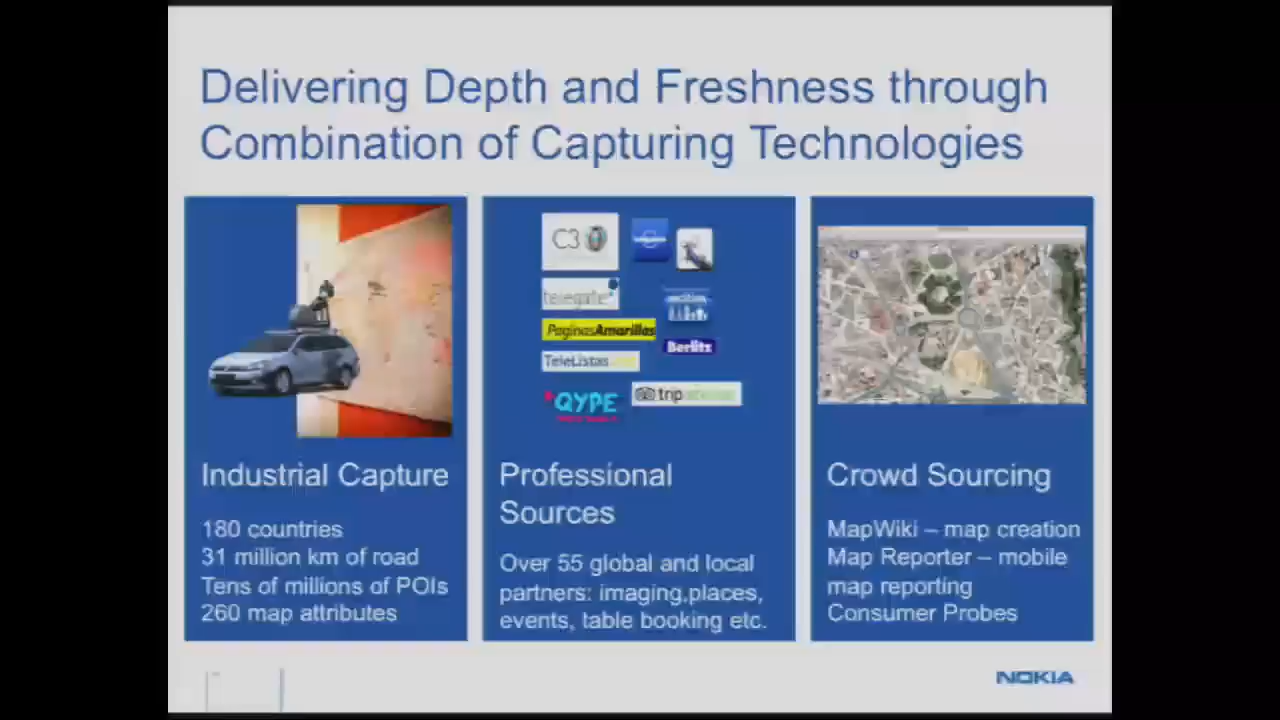 Delivering Depth and Freshness through
Combination of Capturing Technologies
C3
telegate
PaginasAmarillas
TeleListas
Berlitz
QYPE
trip
Industrial Capture
180 countries
31 million km of road
Tens of millions of POIs
260 map attributes
Professional
Sources
Over 55 global and local
partners: imaging,places,
events, table booking etc.
Crowd Sourcing
MapWiki – map creation
Map Reporter – mobile
map reporting
Consumer Probes
NOKIA